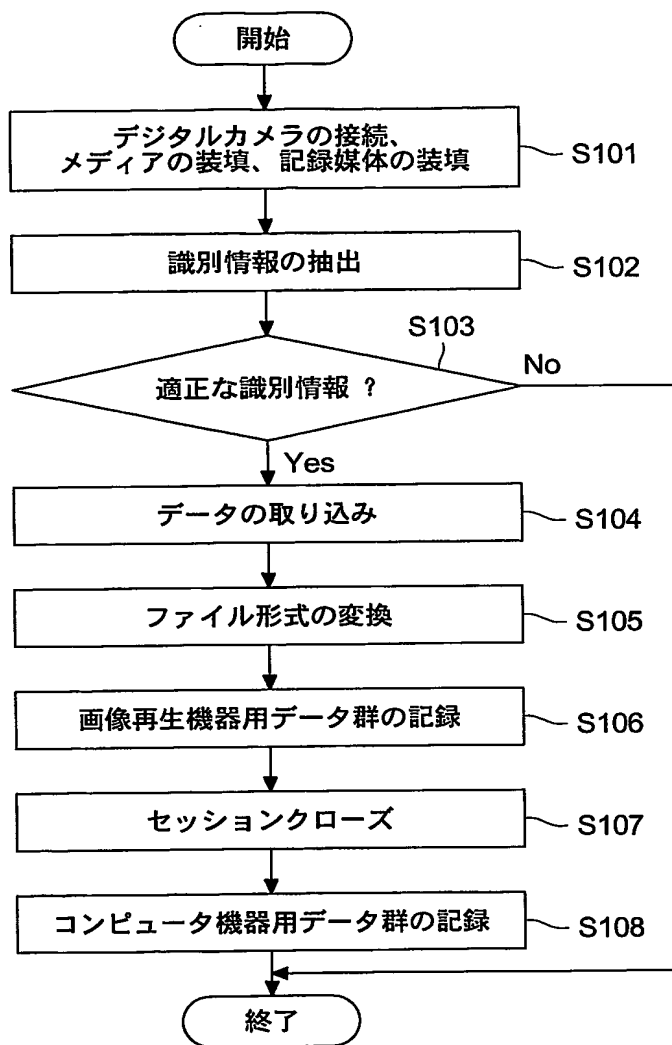 開始
デジタルカメラの接続、
メディアの装填、記録媒体の装填
S101
識別情報の抽出
S102
S103
適正な識別情報 ?
No
Yes
データの取り込み
S104
ファイル形式の変換
S105
画像再生機器用データ群の記録
S106
セッションクローズ
S107
コンピュータ機器用データ群の記録
S108
終了